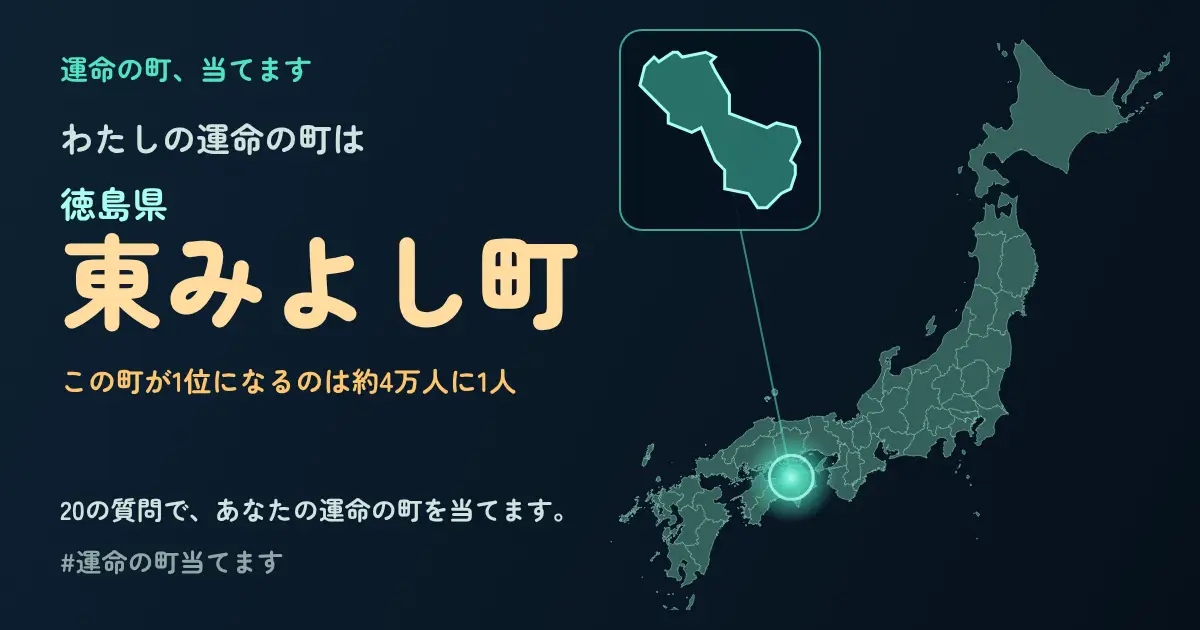 運命の町、当てます
わたしの運命の町は
徳島県
東みよし町
この町が1位になるのは約4万人に1人
20の質問で、あなたの運命の町を当てます。
#運命の町当てます